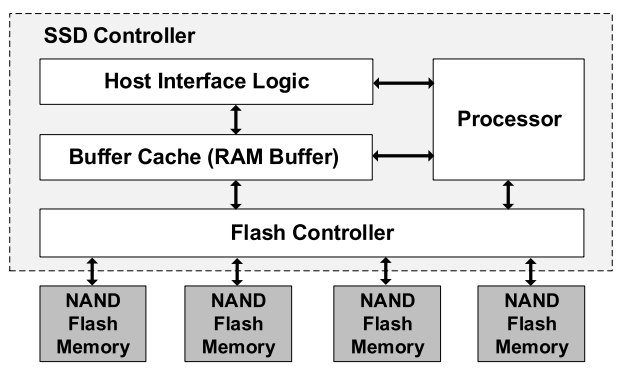 SSD Controller
Host Interface Logic
Processor
Buffer Cache (RAM Buffer)
Flash Controller
NAND
Flash
Memory
NAND
Flash
Memory
NAND
Flash
Memory
NAND
Flash
Memory